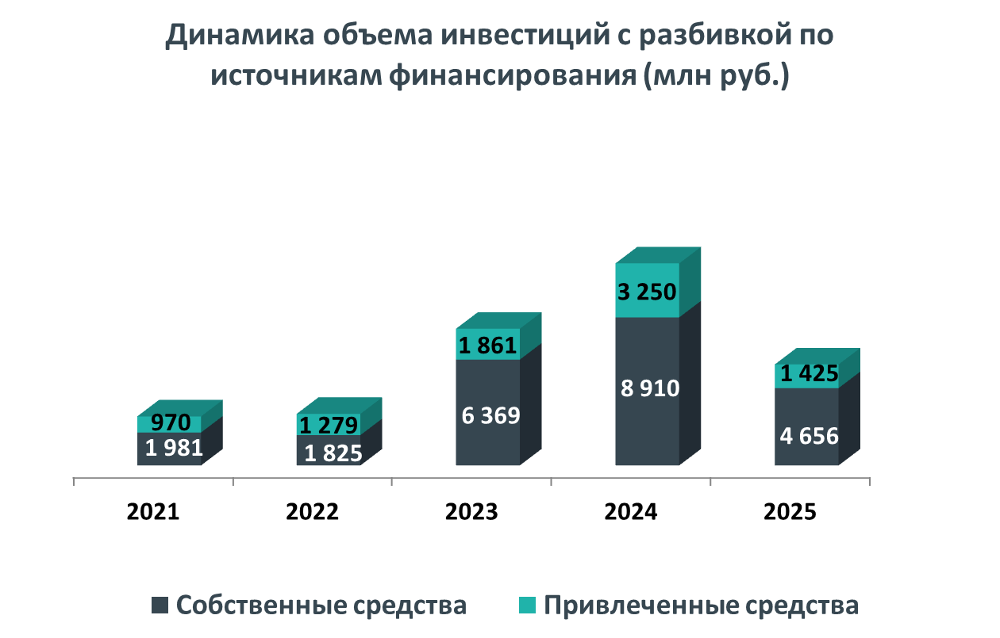 Динамика объема инвестиций с разбивкой по
источникам финансирования (млн руб.)
3 250
1 861
8 910
1 425
970
1 279
6 369
4 656
1 981
1 825
2021 2022 2023 2024 2025
Собственные средства Привлеченные средства